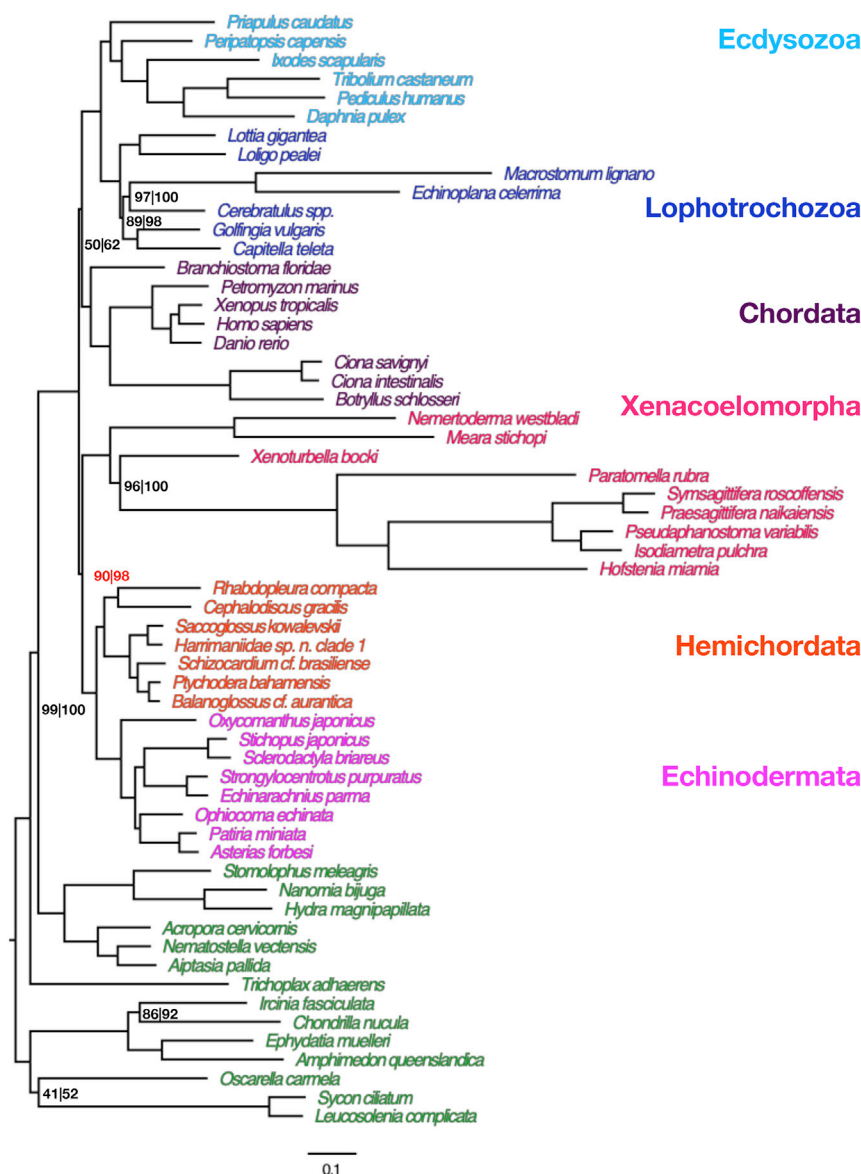 Priapulus caudatus
Ecdysozoa
Peripatopsis capensis
Ixodes scapularis
Tribolium castaneum
Pediculus humanus
Daphnia pulex
Lottia gigantea
Loligo pealei
Macrostomum lignano
Echinoplana celerrima
97|100
Cerebratulus spp.
Lophotrochozoa
89|98
Golfingia vulgaris
50|62
Capitella teleta
Branchiostoma floridae
Petromyzon marinus
Xenopus tropicalis
Chordata
Homo sapiens
Danio rerio
Ciona savignyi
Ciona intestinalis
Botryllus schlosseri
Xenacoelomorpha
Nemertoderma westbladi
Meara stichopi
Xenoturbella bocki
Paratomella rubra
96|100
Symsagittifera roscoffensis
Praesagittifera naikaiensis
Pseudaphanostoma variabilis
Isodiametra pulchra
Hofstenia miamia
90|98
Rhabdopleura compacta
Cephalodiscus gracilis
Saccoglossus kowalevskii
Harrimaniidae sp. n. clade 1
Hemichordata
Schizocardium cf. brasiliense
Ptychodera bahamensis
Balanoglossus cf. aurantica
99|100
Oxycomanthus japonicus
Stichopus japonicus
Sclerodactyla briareus
Strongylocentrotus purpuratus
Echinodermata
Echinarachnius parma
Ophiocoma echinata
Patiria miniata
Asterias forbesi
Stomolophus meleagris
Nanomia bijuga
Hydra magnipapillata
Acropora cervicornis
Nematostella vectensis
Aiptasia pallida
Trichoplax adhaerens
Ircinia fasciculata
86|92
Chondrilla nucula
Ephydatia muelleri
Amphimedon queenslandica
Oscarella carmela
41|52
Sycon ciliatum
Leucosolenia complicata
0.1